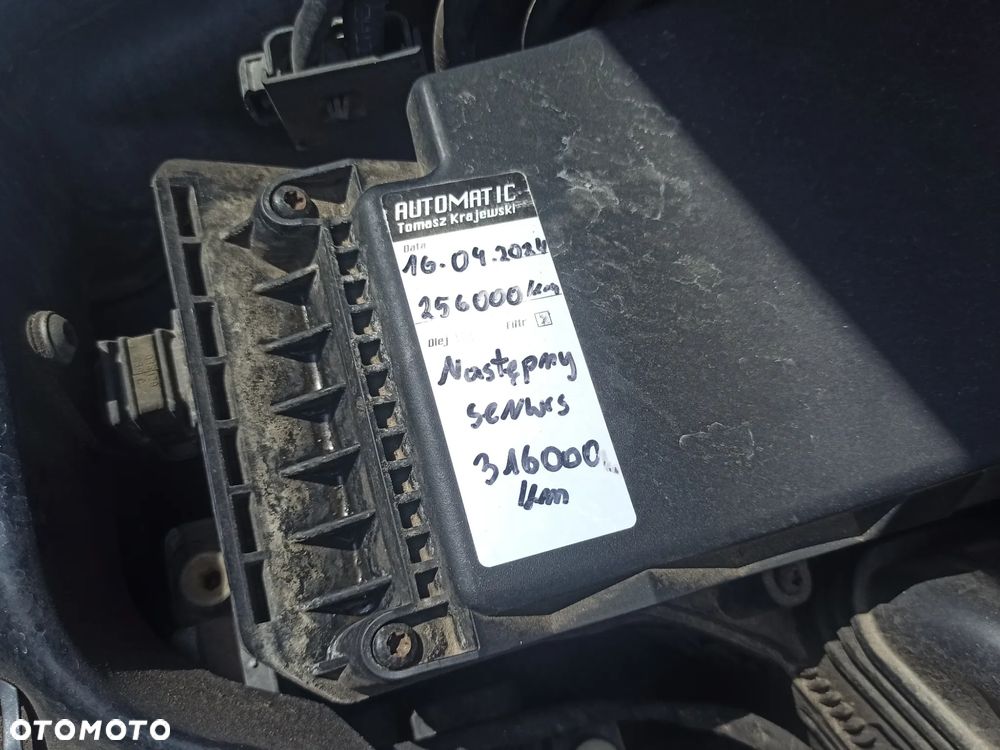 AUTOMATIC
Tomasz Krajewski
Data
16.04.2024
256000/km
Filtr
Olej
Następny
serwis
316000
km
OTOMOTO